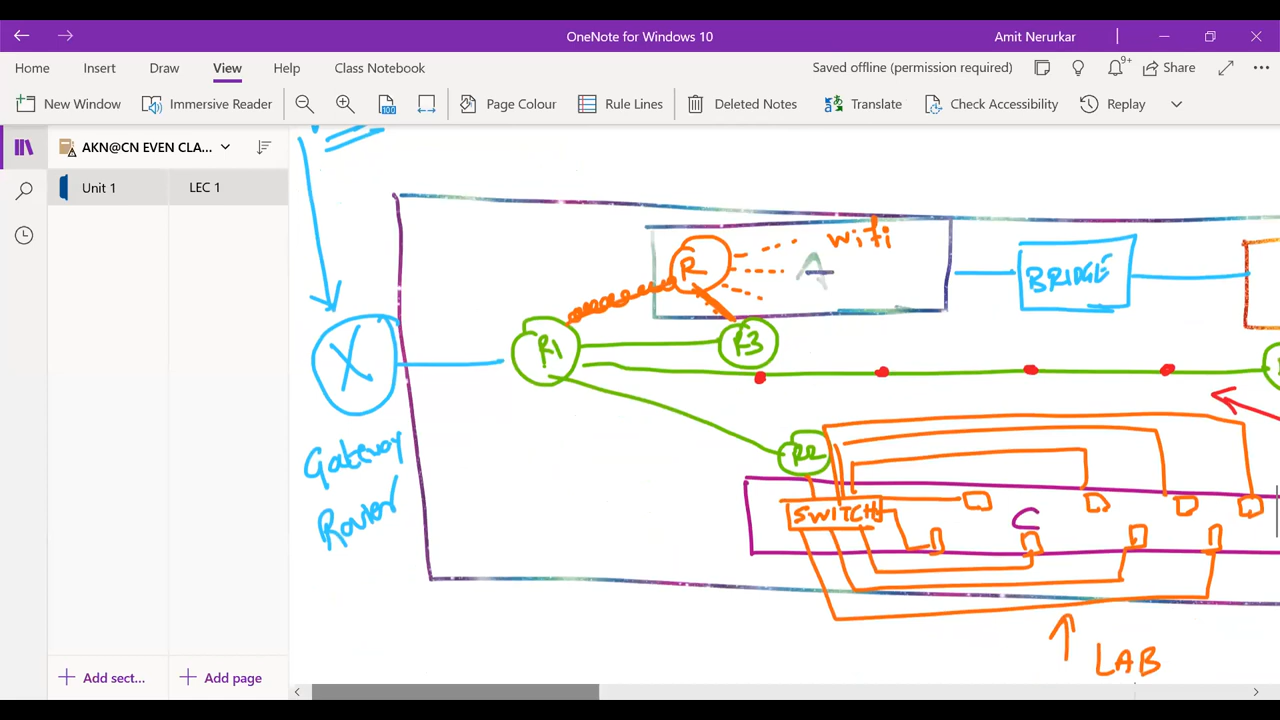 OneNote for Windows 10
Amit Nerurkar
Home Insert Draw View Help Class Notebook
Saved offline (permission required)
9+
Share
New Window
Immersive Reader
100
Page Colour
Rule Lines
Deleted Notes
Translate
Check Accessibility
Replay
AKN@CN EVEN CLA...
Unit 1
LEC 1
wifi
R
A
BRIDGE
X
R1
R3
Gateway
Router
R2
SWITCH
C
LAB
Add sect...
Add page